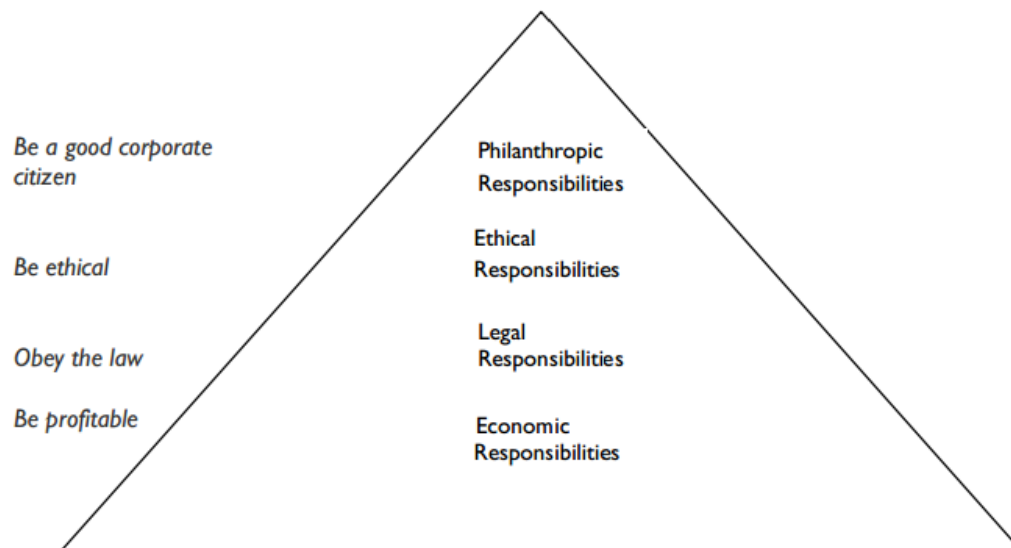 Be a good corporate
citizen
Philanthropic
Responsibilities
Be ethical
Ethical
Responsibilities
Obey the law
Legal
Responsibilities
Be profitable
Economic
Responsibilities